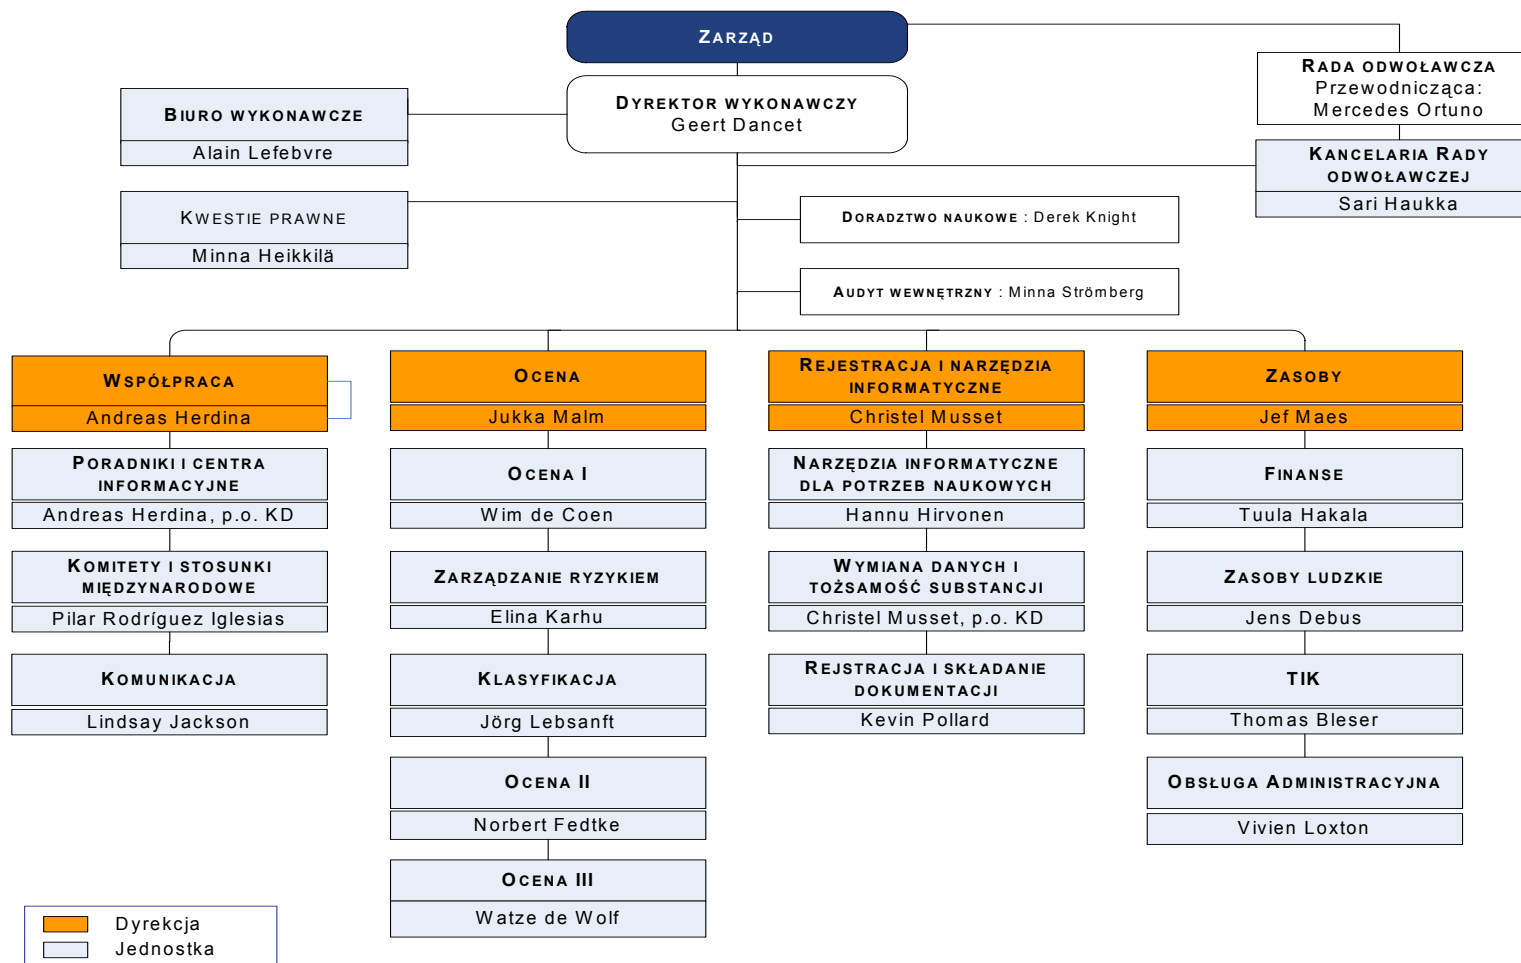 ZARZĄD
DYREKTOR WYKONAWCZY
Geert Dancet
RADA ODWOŁAWCZA
Przewodnicząca:
Mercedes Ortuno
BIURO WYKONAWCZE
Alain Lefebvre
KANCELARIA RADY
ODWOŁAWCZEJ
Sari Haukka
KWESTIE PRAWNE
Minna Heikkilä
DORADZTWO NAUKOWE : Derek Knight
AUDYT WEWNĘTRZNY : Minna Strömberg
WSPÓŁPRACA
Andreas Herdina
PORADNIKI I CENTRA
INFORMACYJNE
Andreas Herdina, p.o. KD
KOMITETY I STOSUNKI
MIĘDZYNARODOWE
Pilar Rodríguez Iglesias
KOMUNIKACJA
Lindsay Jackson
OCENA
Jukka Malm
OCENA I
Wim de Coen
ZARZĄDZANIE RYZYKIEM
Elina Karhu
KLASYFIKACJA
Jörg Lebsanft
OCENA II
Norbert Fedtke
OCENA III
Watze de Wolf
REJESTRACJA I NARZĘDZIA
INFORMATYCZNE
Christel Musset
NARZĘDZIA INFORMATYCZNE
DLA POTRZEB NAUKOWYCH
Hannu Hirvonen
WYMIANA DANYCH I
TOŻSAMOŚĆ SUBSTANCJI
Christel Musset, p.o. KD
REJSTRACJA I SKŁADANIE
DOKUMENTACJI
Kevin Pollard
ZASOBY
Jef Maes
FINANSE
Tuula Hakala
ZASOBY LUDZKIE
Jens Debus
TIK
Thomas Bleser
OBSŁUGA ADMINISTRACYJNA
Vivien Loxton
Dyrekcja
Jednostka